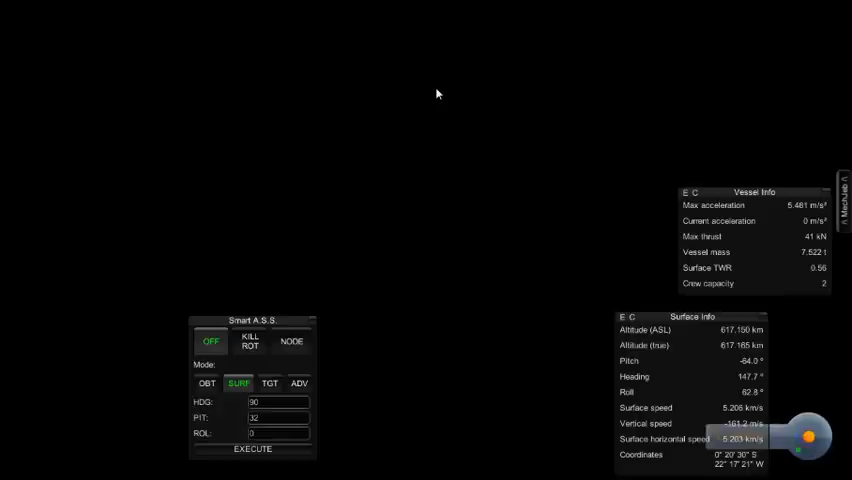 E C Vessel Info
Max acceleration 5.481 m/s²
Current acceleration 0 m/s²
Max thrust 41 kN
Vessel mass 7.522 t
Surface TWR 0.56
Crew capacity 2
/\ MechJeb /\
Smart A.S.S.
OFF KILL ROT NODE
Mode:
OBT SURF TGT ADV
HDG: 90
PIT: 32
ROL: 0
EXECUTE
E C Surface Info
Altitude (ASL) 617.150 km
Altitude (true) 617.165 km
Pitch -64.0 °
Heading 147.7 °
Roll 62.8 °
Surface speed 5.206 km/s
Vertical speed -161.2 m/s
Surface horizontal speed 5.203 km/s
Coordinates 0° 20' 30" S
22° 17' 21" W